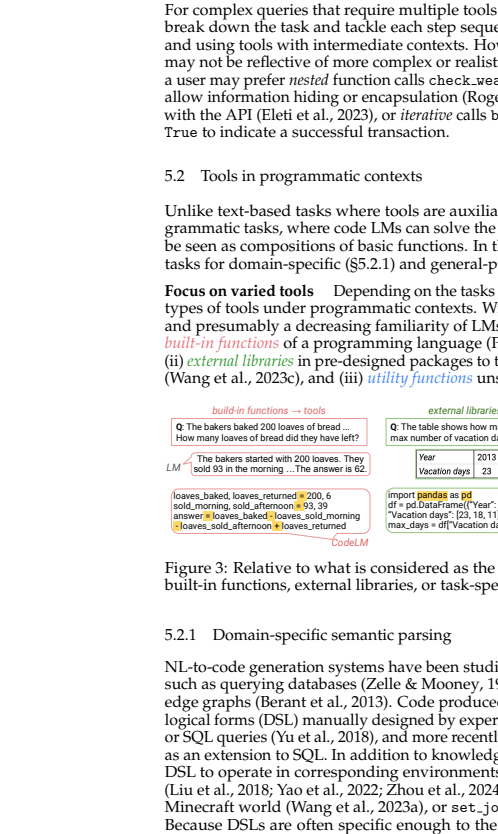 For complex queries that require multiple tools
break down the task and tackle each step seque
and using tools with intermediate contexts. Ho
may not be reflective of more complex or realist
a user may prefer nested function calls check_wea
allow information hiding or encapsulation (Roge
with the API (Eleti et al., 2023), or iterative calls b
True to indicate a successful transaction.
5.2 Tools in programmatic contexts
Unlike text-based tasks where tools are auxilia
grammatic tasks, where code LMs can solve the
be seen as compositions of basic functions. In t
tasks for domain-specific (§5.2.1) and general-p
Focus on varied tools Depending on the tasks
types of tools under programmatic contexts. W
and presumably a decreasing familiarity of LMs
built-in functions of a programming language (F
(ii) external libraries in pre-designed packages to t
(Wang et al., 2023c), and (iii) utility functions uns
build-in functions → tools
Q: The bakers baked 200 loaves of bread ...
How many loaves of bread did they have left?
LM
The bakers started with 200 loaves. They
sold 93 in the morning ...The answer is 62.
loaves_baked, loaves_returned = 200, 6
sold_morning, sold_afternoon = 93, 39
answer = loaves_baked - loaves_sold_morning
- loaves_sold_afternoon + loaves_returned
CodeLM
external libraries
Q: The table shows how ma
max number of vacation da
Year 2013
Vacation days 23
import pandas as pd
df = pd.DataFrame({"Year":
"Vacation days": [23, 18, 11]
max_days = df["Vacation da
Figure 3: Relative to what is considered as the
built-in functions, external libraries, or task-spe
5.2.1 Domain-specific semantic parsing
NL-to-code generation systems have been studi
such as querying databases (Zelle & Mooney, 19
edge graphs (Berant et al., 2013). Code produced
logical forms (DSL) manually designed by exper
or SQL queries (Yu et al., 2018), and more recentl
as an extension to SQL. In addition to knowledg
DSL to operate in corresponding environments
(Liu et al., 2018; Yao et al., 2022; Zhou et al., 2024
Minecraft world (Wang et al., 2023a), or set_jo
Because DSLs are often specific enough to the